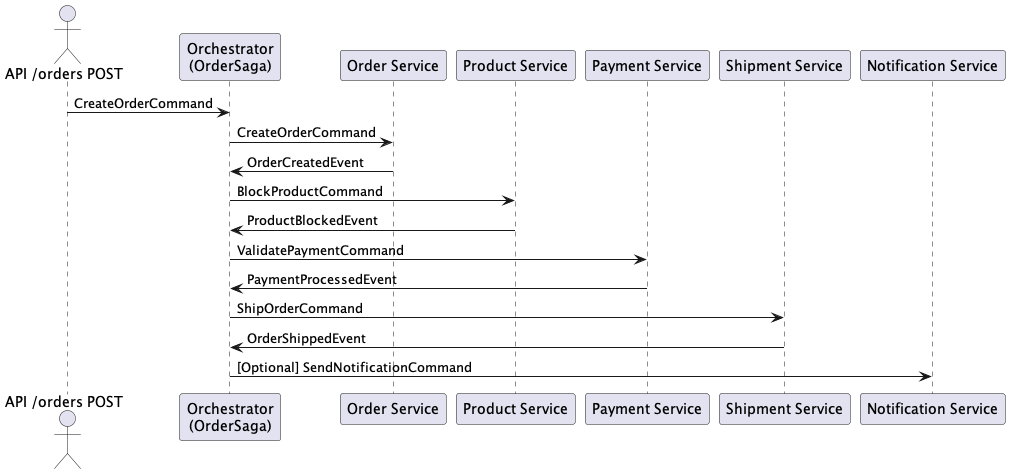 API /orders POST
Orchestrator
(OrderSaga)
Order Service
Product Service
Payment Service
Shipment Service
Notification Service
CreateOrderCommand
CreateOrderCommand
OrderCreatedEvent
BlockProductCommand
ProductBlockedEvent
ValidatePaymentCommand
PaymentProcessedEvent
ShipOrderCommand
OrderShippedEvent
[Optional] SendNotificationCommand
API /orders POST
Orchestrator
(OrderSaga)
Order Service
Product Service
Payment Service
Shipment Service
Notification Service